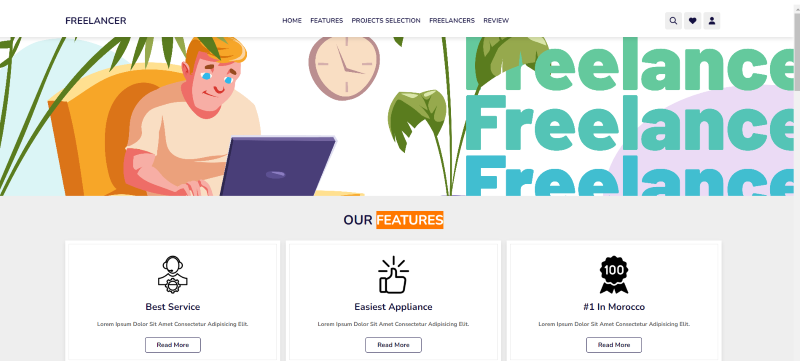 FREELANCER
HOME FEATURES PROJECTS SELECTION FREELANCERS REVIEW
Freelance
Freelance
Freelance
OUR FEATURES
100
Best Service
Lorem Ipsum Dolor Sit Amet Consectetur Adipisicing Elit.
Read More
Easiest Appliance
Lorem Ipsum Dolor Sit Amet Consectetur Adipisicing Elit.
Read More
#1 In Morocco
Lorem Ipsum Dolor Sit Amet Consectetur Adipisicing Elit.
Read More